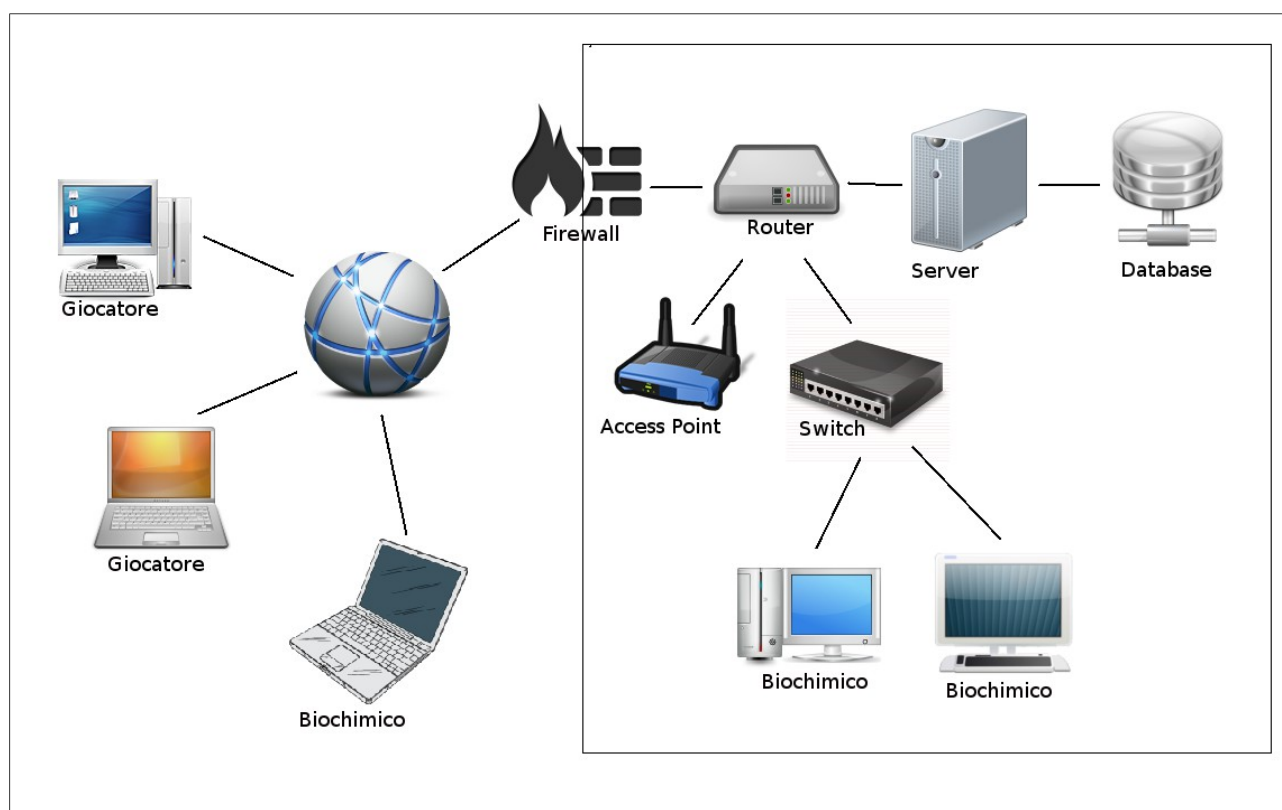 Firewall
Router
Server
Database
Giocatore
Access Point
Switch
Giocatore
Biochimico
Biochimico
Biochimico